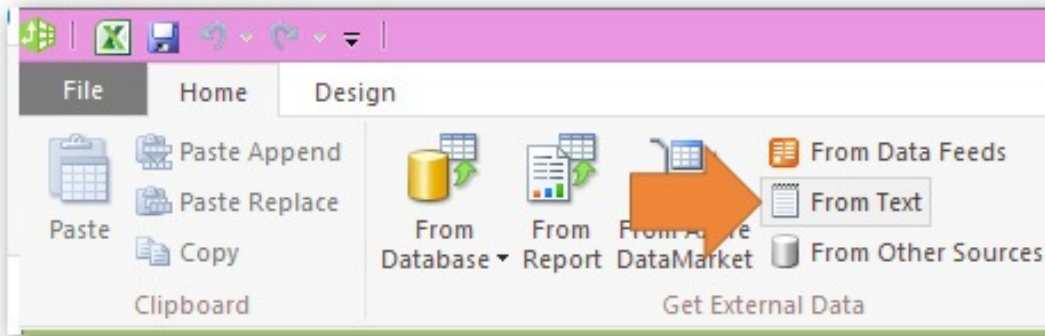 File Home Design
Paste
Paste Append
Paste Replace
Copy
Clipboard
From
Database
From
Report
From
DataMarket
From Data Feeds
From Text
From Other Sources
Get External Data